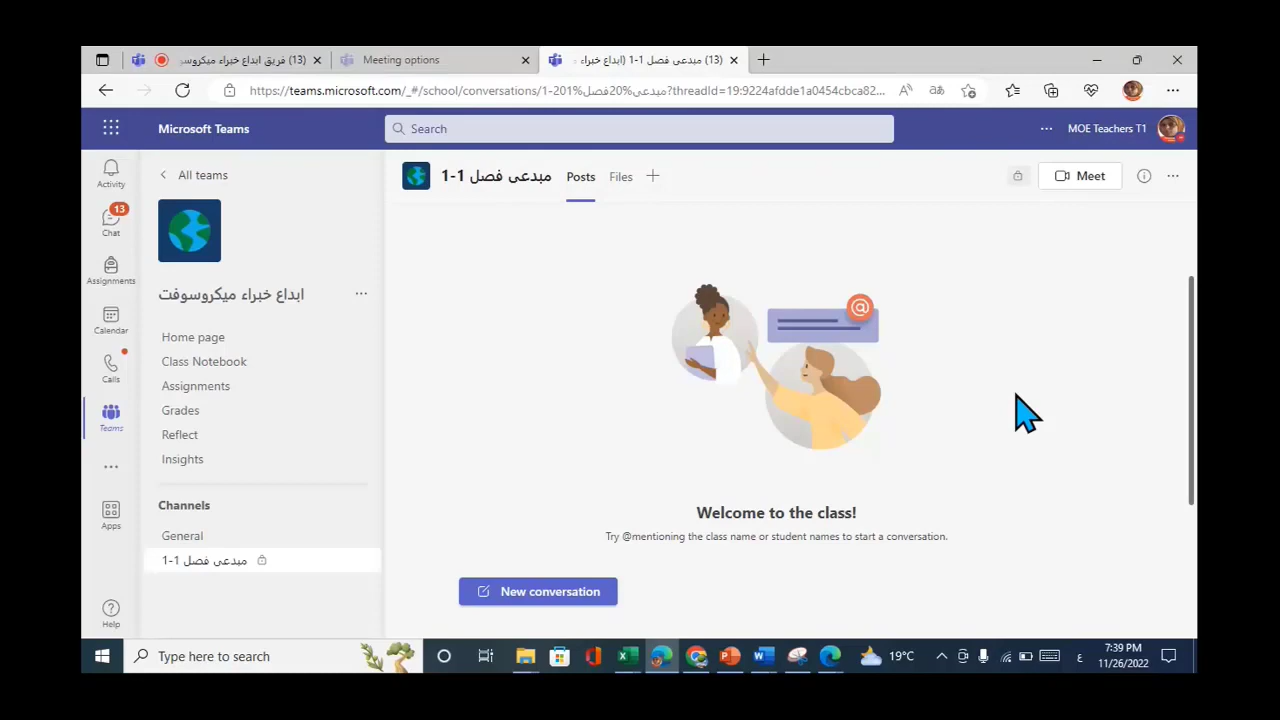 (13) فريق ابداع خبراء ميكروسو
Meeting options
(13) مبدعى فصل 1-1 (ابداع خبراء
https://teams.microsoft.com/_#/school/conversations/1-201%مبدعى%20فصل?threadId=19:9224afdde1a0454cbca82...
Microsoft Teams
Search
MOE Teachers T1
Activity
13
Chat
Assignments
Calendar
Calls
Teams
Apps
Help
All teams
ابداع خبراء ميكروسوفت
Home page
Class Notebook
Assignments
Grades
Reflect
Insights
Channels
General
مبدعى فصل 1-1
مبدعى فصل 1-1
Posts
Files
Meet
@
Welcome to the class!
Try @mentioning the class name or student names to start a conversation.
New conversation
Type here to search
19°C
ع
7:39 PM
11/26/2022